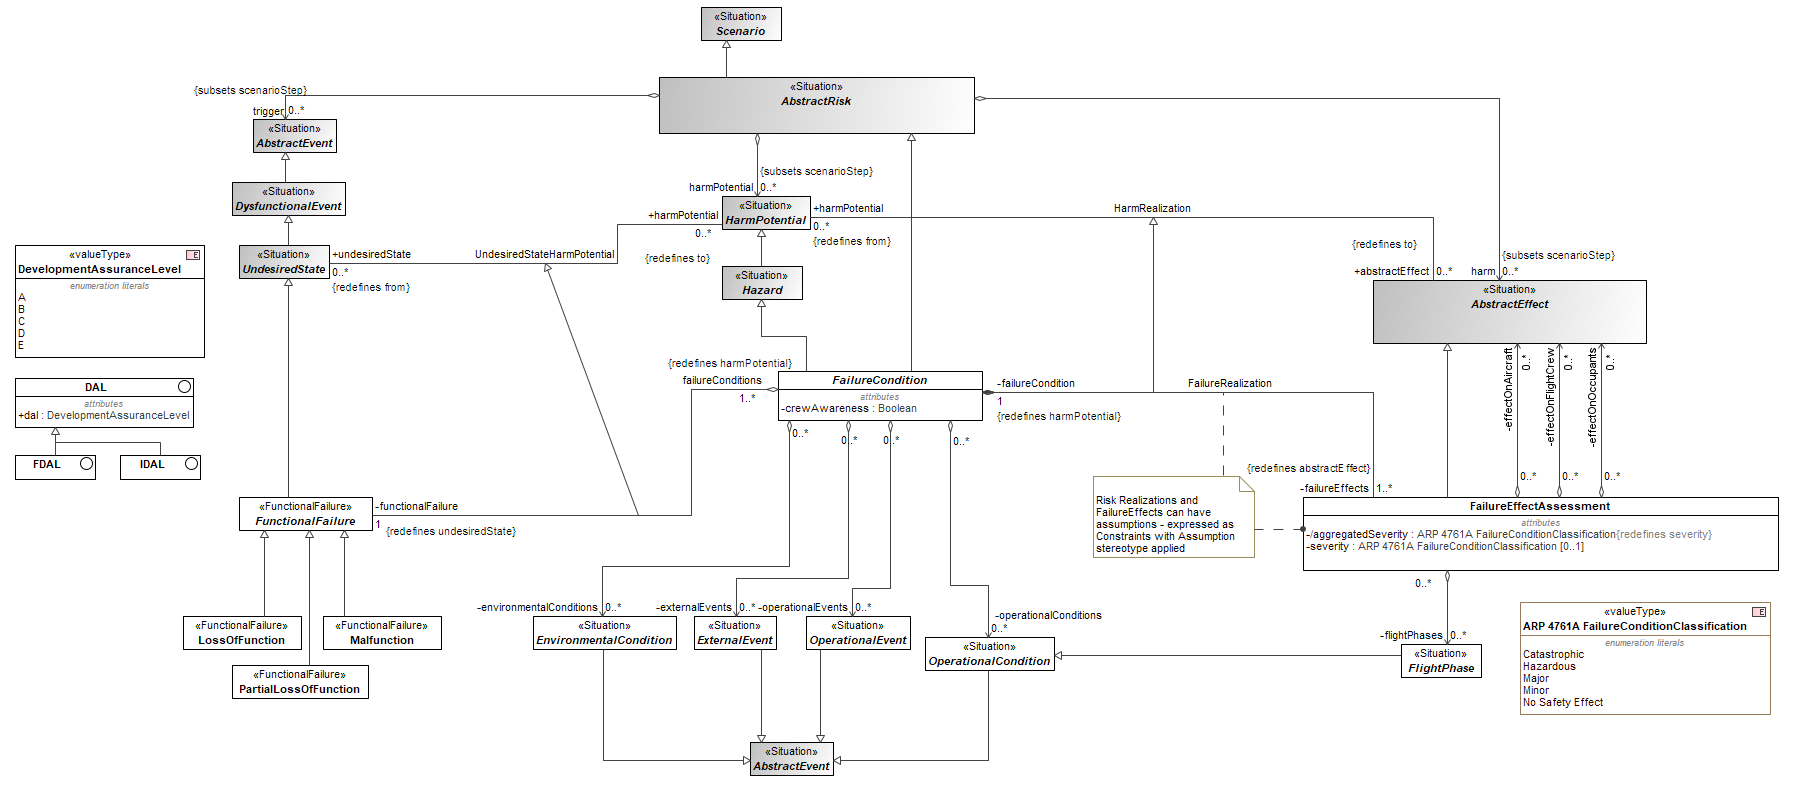 «Situation»
Scenario
«Situation»
AbstractRisk
{subsets scenarioStep}
trigger
0..*
«Situation»
AbstractEvent
{subsets scenarioStep}
harmPotential
0..*
«Situation»
DysfunctionalEvent
«Situation»
HarmPotential
+harmPotential
0..*
+harmPotential
0..*
{redefines from}
HarmRealization
{redefines to}
+abstractEffect
0..*
{subsets scenarioStep}
harm
0..*
«Situation»
UndesiredState
+undesiredState
0..*
{redefines from}
UndesiredStateHarmPotential
{redefines to}
«Situation»
Hazard
«Situation»
AbstractEffect
«valueType»
E
DevelopmentAssuranceLevel
enumeration literals
A
B
C
D
E
DAL
attributes
+dal : DevelopmentAssuranceLevel
FDAL
IDAL
{redefines harmPotential}
failureConditions
1..*
FailureCondition
attributes
-crewAwareness : Boolean
-failureCondition
1
{redefines harmPotential}
FailureRealization
-effectOnAircraft
0..*
-effectOnFlightCrew
0..*
-effectOnOccupants
0..*
0..*
0..*
0..*
0..*
0..*
0..*
0..*
{redefines abstractEffect}
-failureEffects
1..*
Risk Realizations and
FailureEffects can have
assumptions - expressed as
Constraints with Assumption
stereotype applied
FailureEffectAssessment
attributes
-/aggregatedSeverity : ARP 4761A FailureConditionClassification{redefines severity}
-severity : ARP 4761A FailureConditionClassification [0..1]
«FunctionalFailure»
FunctionalFailure
-functionalFailure
1
{redefines undesiredState}
«FunctionalFailure»
LossOfFunction
«FunctionalFailure»
Malfunction
«FunctionalFailure»
PartialLossOfFunction
-environmentalConditions
0..*
-externalEvents
0..*
-operationalEvents
0..*
-operationalConditions
0..*
«Situation»
EnvironmentalCondition
«Situation»
ExternalEvent
«Situation»
OperationalEvent
«Situation»
OperationalCondition
0..*
-flightPhases
0..*
«Situation»
FlightPhase
«valueType»
E
ARP 4761A FailureConditionClassification
enumeration literals
Catastrophic
Hazardous
Major
Minor
No Safety Effect
«Situation»
AbstractEvent